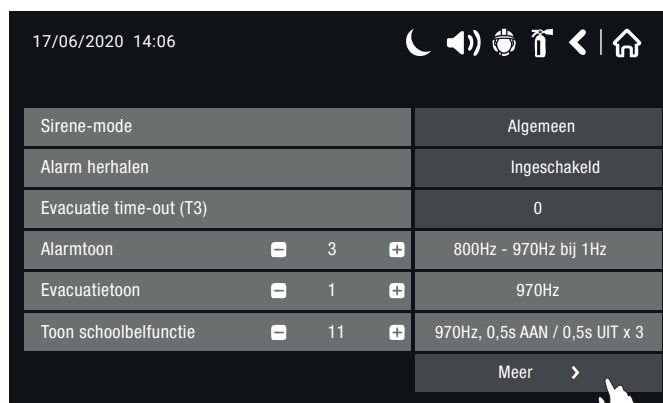 17/06/2020 14:06
Sirene-mode Algemeen
Alarm herhalen Ingeschakeld
Evacuatie time-out (T3) 0
Alarmtoon 3 800Hz - 970Hz bij 1Hz
Evacuatietoon 1 970Hz
Toon schoolbelfunctie 11 970Hz, 0,5s AAN / 0,5s UIT x 3
Meer